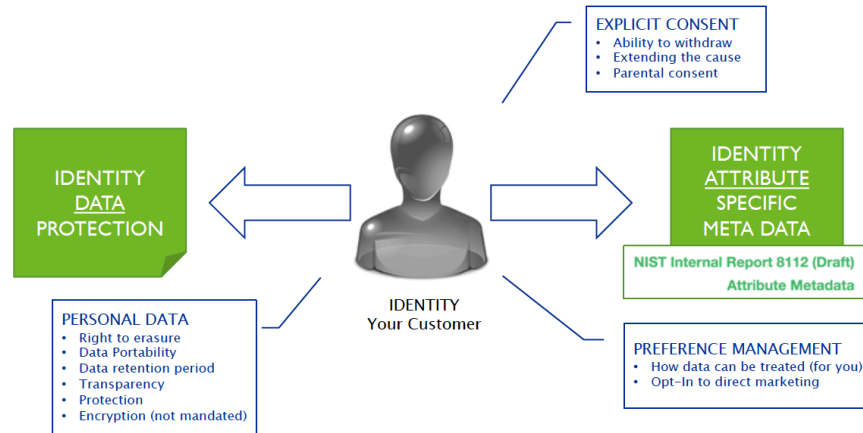 EXPLICIT CONSENT
• Ability to withdraw
• Extending the cause
• Parental consent
IDENTITY
DATA
PROTECTION
IDENTITY
ATTRIBUTE
SPECIFIC
META DATA
NIST Internal Report 8112 (Draft)
Attribute Metadata
IDENTITY
Your Customer
PERSONAL DATA
• Right to erasure
• Data Portability
• Data retention period
• Transparency
• Protection
• Encryption (not mandated)
PREFERENCE MANAGEMENT
• How data can be treated (for you)
• Opt-In to direct marketing